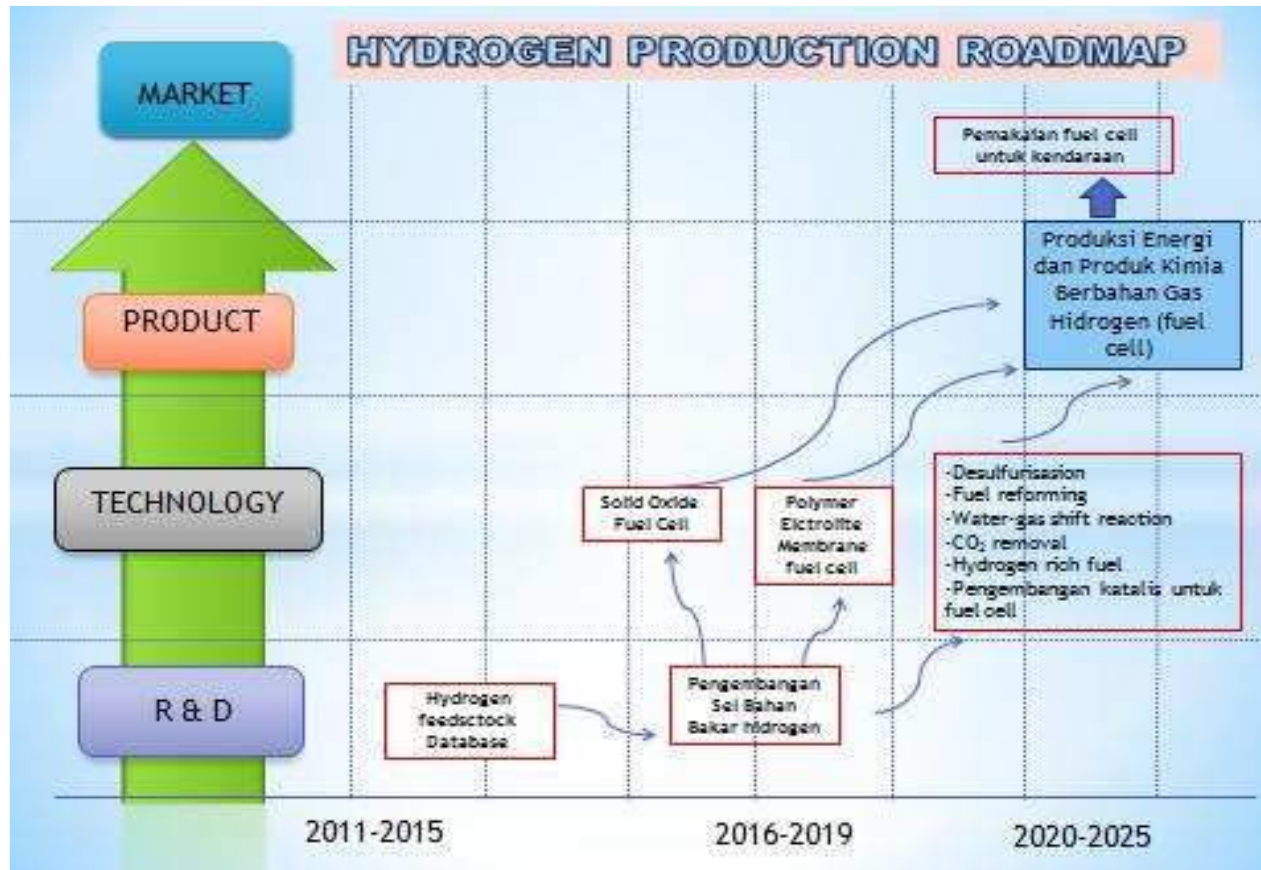 HYDROGEN PRODUCTION ROADMAP
MARKET
Pemakaian fuel cell
untuk kendaraan
PRODUCT
Produksi Energi
dan Produk Kimia
Berbahan Gas
Hidrogen (fuel
cell)
TECHNOLOGY
Solid Oxide
Fuel Cell
Polymer
Elctrolite
Membrane
fuel cell
-Desulfurisasion
-Fuel reforming
-Water-gas shift reaction
-CO₂ removal
-Hydrogen rich fuel
-Pengembangan katalis untuk
fuel cell
R & D
Hydrogen
feedsctock
Database
Pengembangan
Sel Bahan
Bakar hidrogen
2011-2015
2016-2019
2020-2025